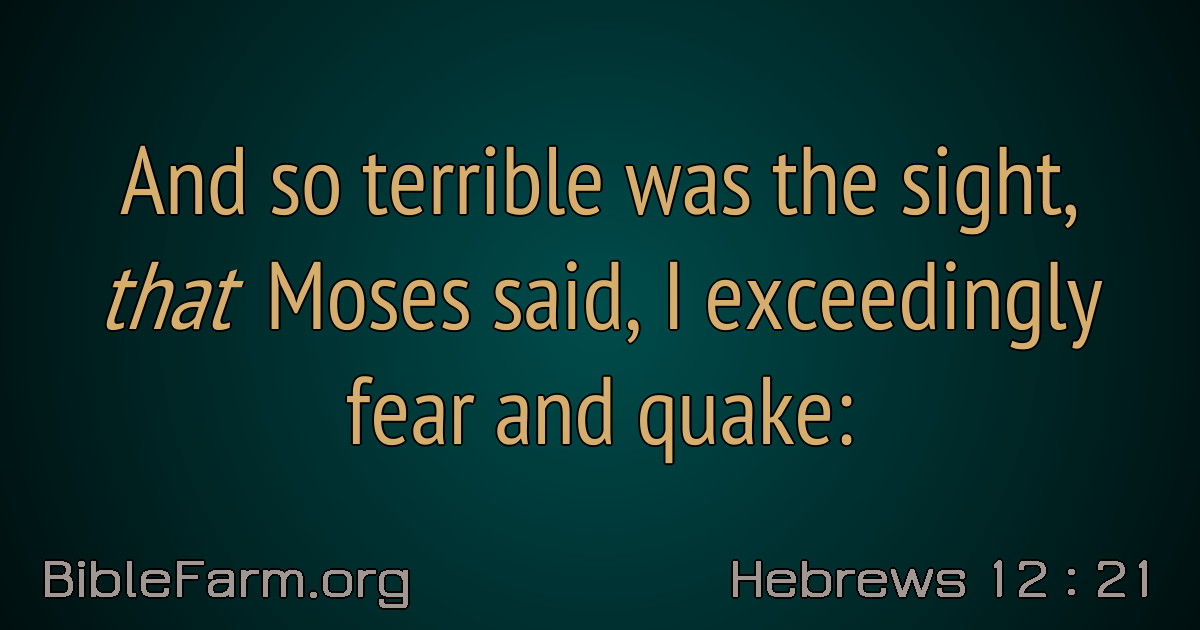 And so terrible was the sight,
that Moses said, I exceedingly
fear and quake:
BibleFarm.org
Hebrews 12 : 21